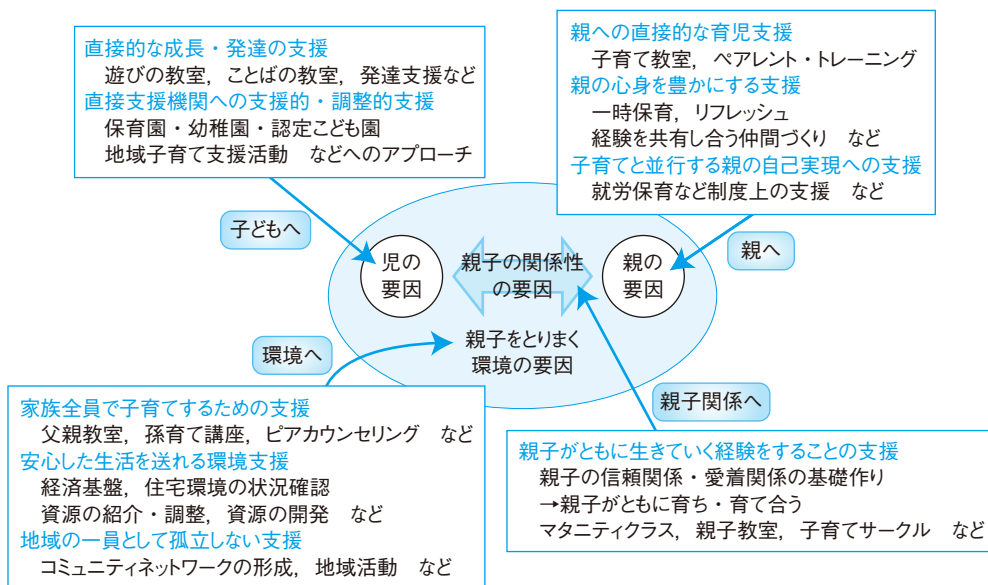 直接的な成長・発達の支援
遊びの教室，ことばの教室，発達支援など
直接支援機関への支援的・調整的支援
保育園・幼稚園・認定こども園
地域子育て支援活動　などへのアプローチ
親への直接的な育児支援
子育て教室，ペアレント・トレーニング
親の心身を豊かにする支援
一時保育，リフレッシュ
経験を共有し合う仲間づくり　など
子育てと並行する親の自己実現への支援
就労保育など制度上の支援　など
子どもへ
親へ
児の
要因
親子の関係性
の要因
親の
要因
親子をとりまく
環境の要因
環境へ
親子関係へ
家族全員で子育てするための支援
父親教室，孫育て講座，ピアカウンセリング　など
安心した生活を送れる環境支援
経済基盤，住宅環境の状況確認
資源の紹介・調整，資源の開発　など
地域の一員として孤立しない支援
コミュニティネットワークの形成，地域活動　など
親子がともに生きていく経験をすることの支援
親子の信頼関係・愛着関係の基礎作り
→親子がともに育ち・育て合う
マタニティクラス，親子教室，子育てサークル　など